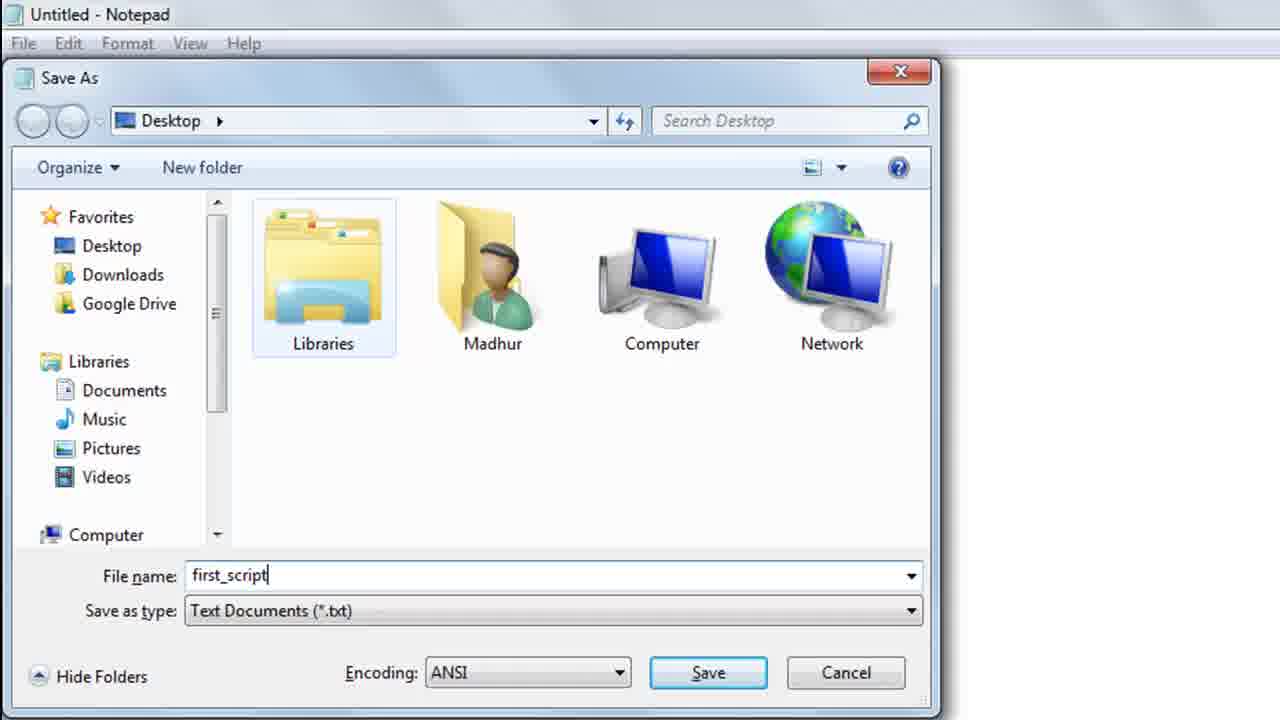 Untitled - Notepad
File Edit Format View Help
Save As
Desktop
Search Desktop
Organize New folder
Favorites
Desktop
Downloads
Google Drive
Libraries
Documents
Music
Pictures
Videos
Computer
Libraries Madhur Computer Network
File name: first_script
Save as type: Text Documents (*.txt)
Hide Folders Encoding: ANSI Save Cancel